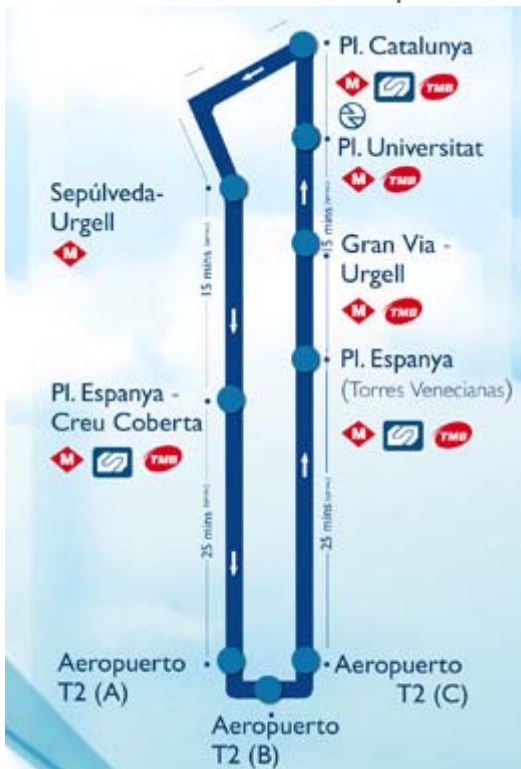 Pl. Catalunya
M TMB
Pl. Universitat
M TMB
Sepúlveda-
Urgell
M
15 mins
15 mins
Gran Via -
Urgell
M TMB
Pl. Espanya
(Torres Venecianas)
M TMB
Pl. Espanya -
Creu Coberta
M TMB
25 mins
25 mins
Aeropuerto
T2 (A)
Aeropuerto
T2 (C)
Aeropuerto
T2 (B)